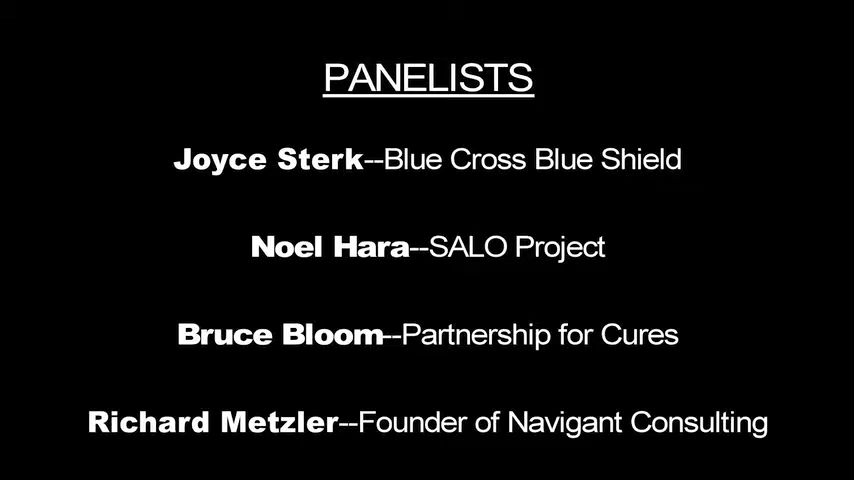 PANELISTS
Joyce Sterk--Blue Cross Blue Shield
Noel Hara--SALO Project
Bruce Bloom--Partnership for Cures
Richard Metzler--Founder of Navigant Consulting